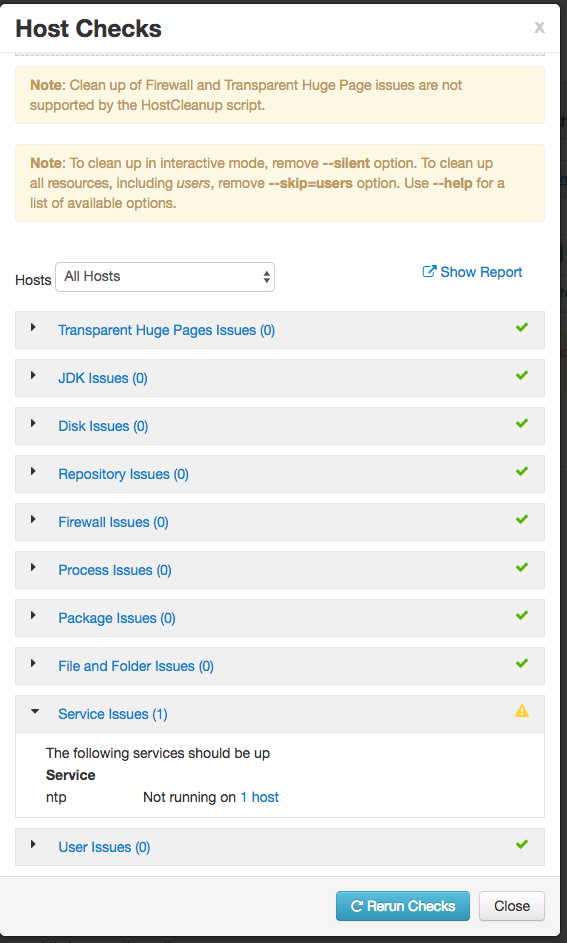 Host Checks
x
Note: Clean up of Firewall and Transparent Huge Page issues are not
supported by the HostCleanup script.
Note: To clean up in interactive mode, remove --silent option. To clean up
all resources, including users, remove --skip=users option. Use --help for a
list of available options.
Hosts All Hosts Show Report
Transparent Huge Pages Issues (0)
JDK Issues (0)
Disk Issues (0)
Repository Issues (0)
Firewall Issues (0)
Process Issues (0)
Package Issues (0)
File and Folder Issues (0)
Service Issues (1)
The following services should be up
Service
ntp Not running on 1 host
User Issues (0)
Rerun Checks Close